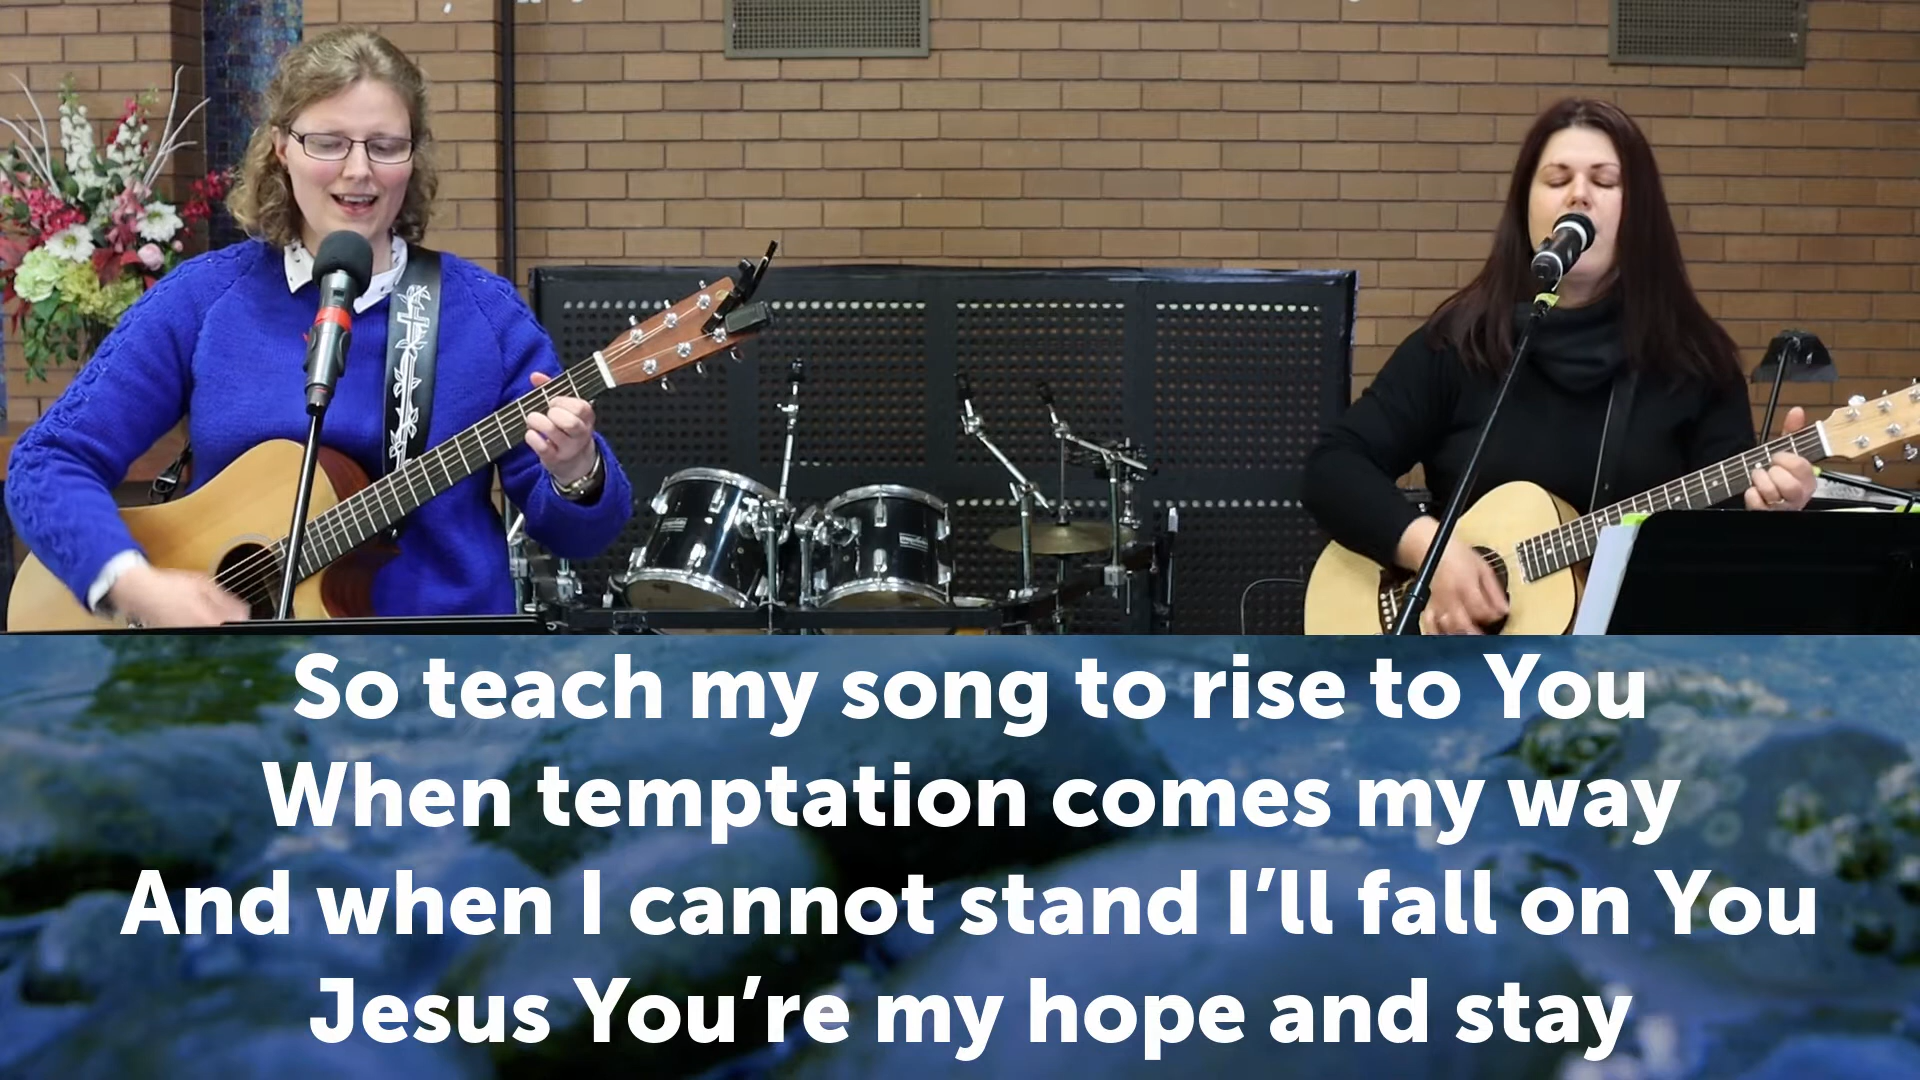 So teach my song to rise to You
When temptation comes my way
And when I cannot stand I’ll fall on You
Jesus You’re my hope and stay